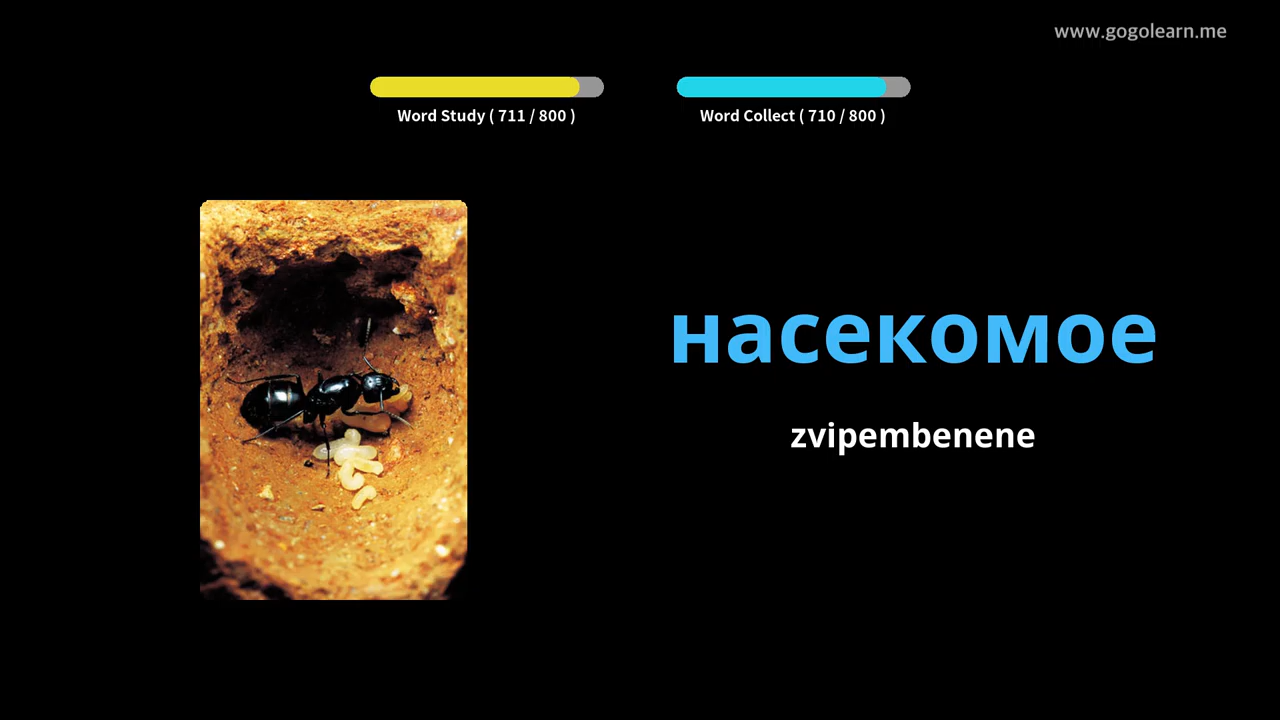 www.gogolearn.me
Word Study ( 711 / 800 )
Word Collect ( 710 / 800 )
насекомое
zvipembenene